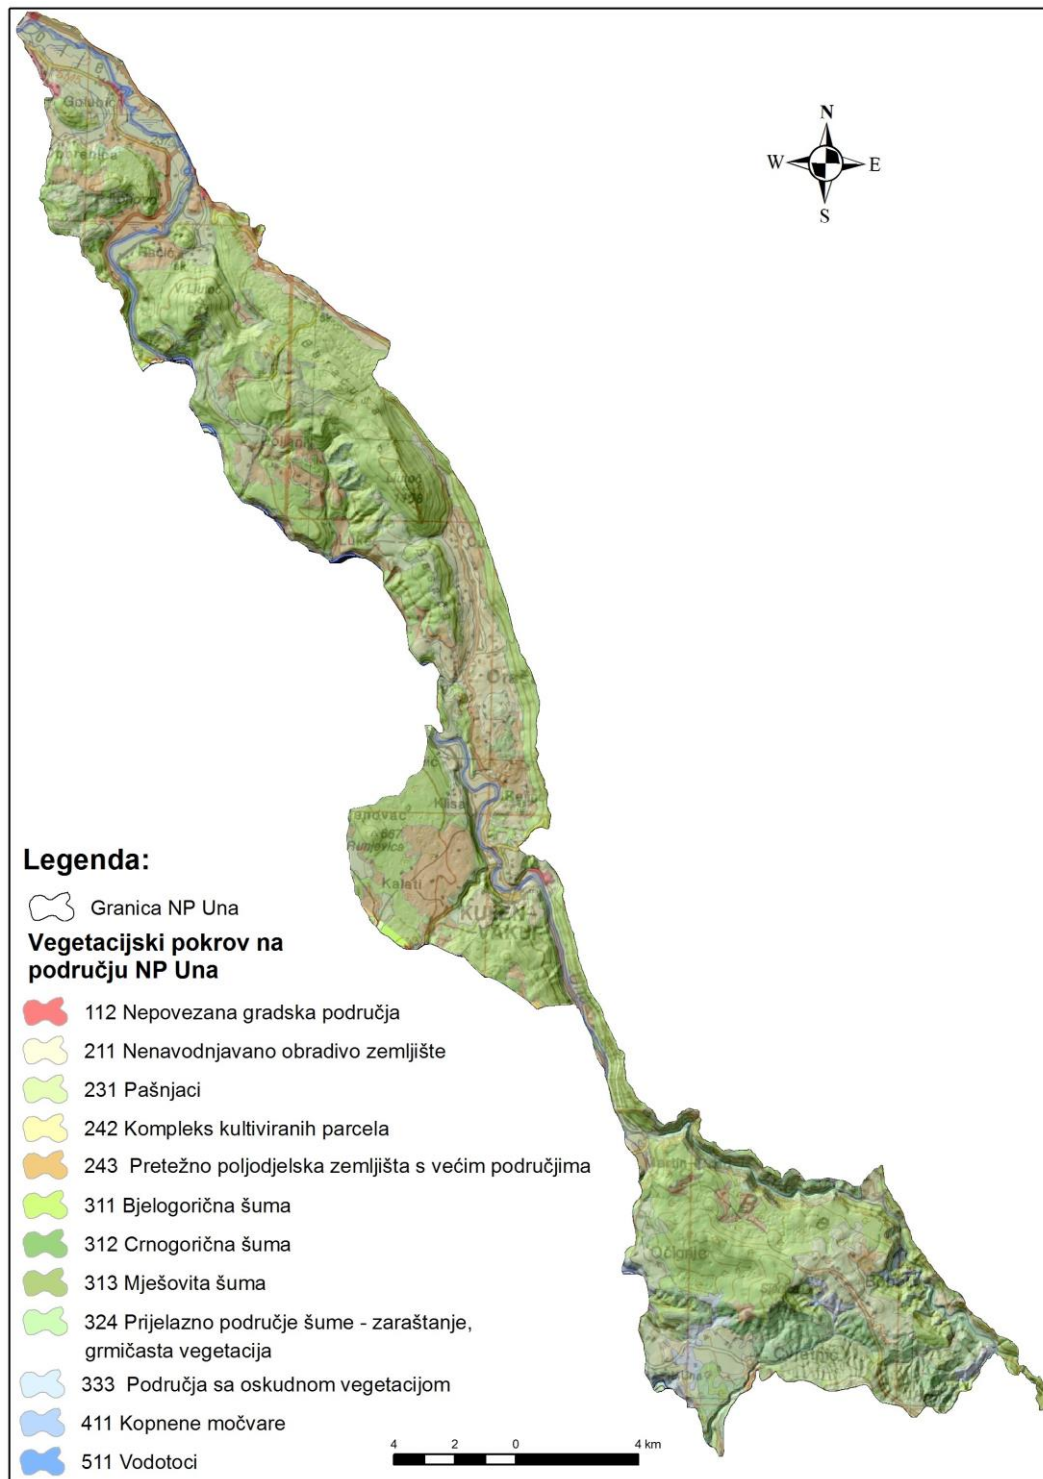 Golubić
N
W
E
S
Račić
V. Ljutoč
Ljutoč
Klisa
Kalati
KULEN
VAKUF
Očigrije
B
Legenda:
Granica NP Una
Vegetacijski pokrov na
području NP Una
112 Nepovezana gradska područja
211 Nenavodnjavano obradivo zemljište
231 Pašnjaci
242 Kompleks kultiviranih parcela
243 Pretežno poljodjelska zemljišta s većim područjima
311 Bjelogorična šuma
312 Crnogorična šuma
313 Mješovita šuma
324 Prijelazno područje šume - zaraštanje,
grmičasta vegetacija
333 Područja sa oskudnom vegetacijom
411 Kopnene močvare
511 Vodotoci
4 2 0 4 km